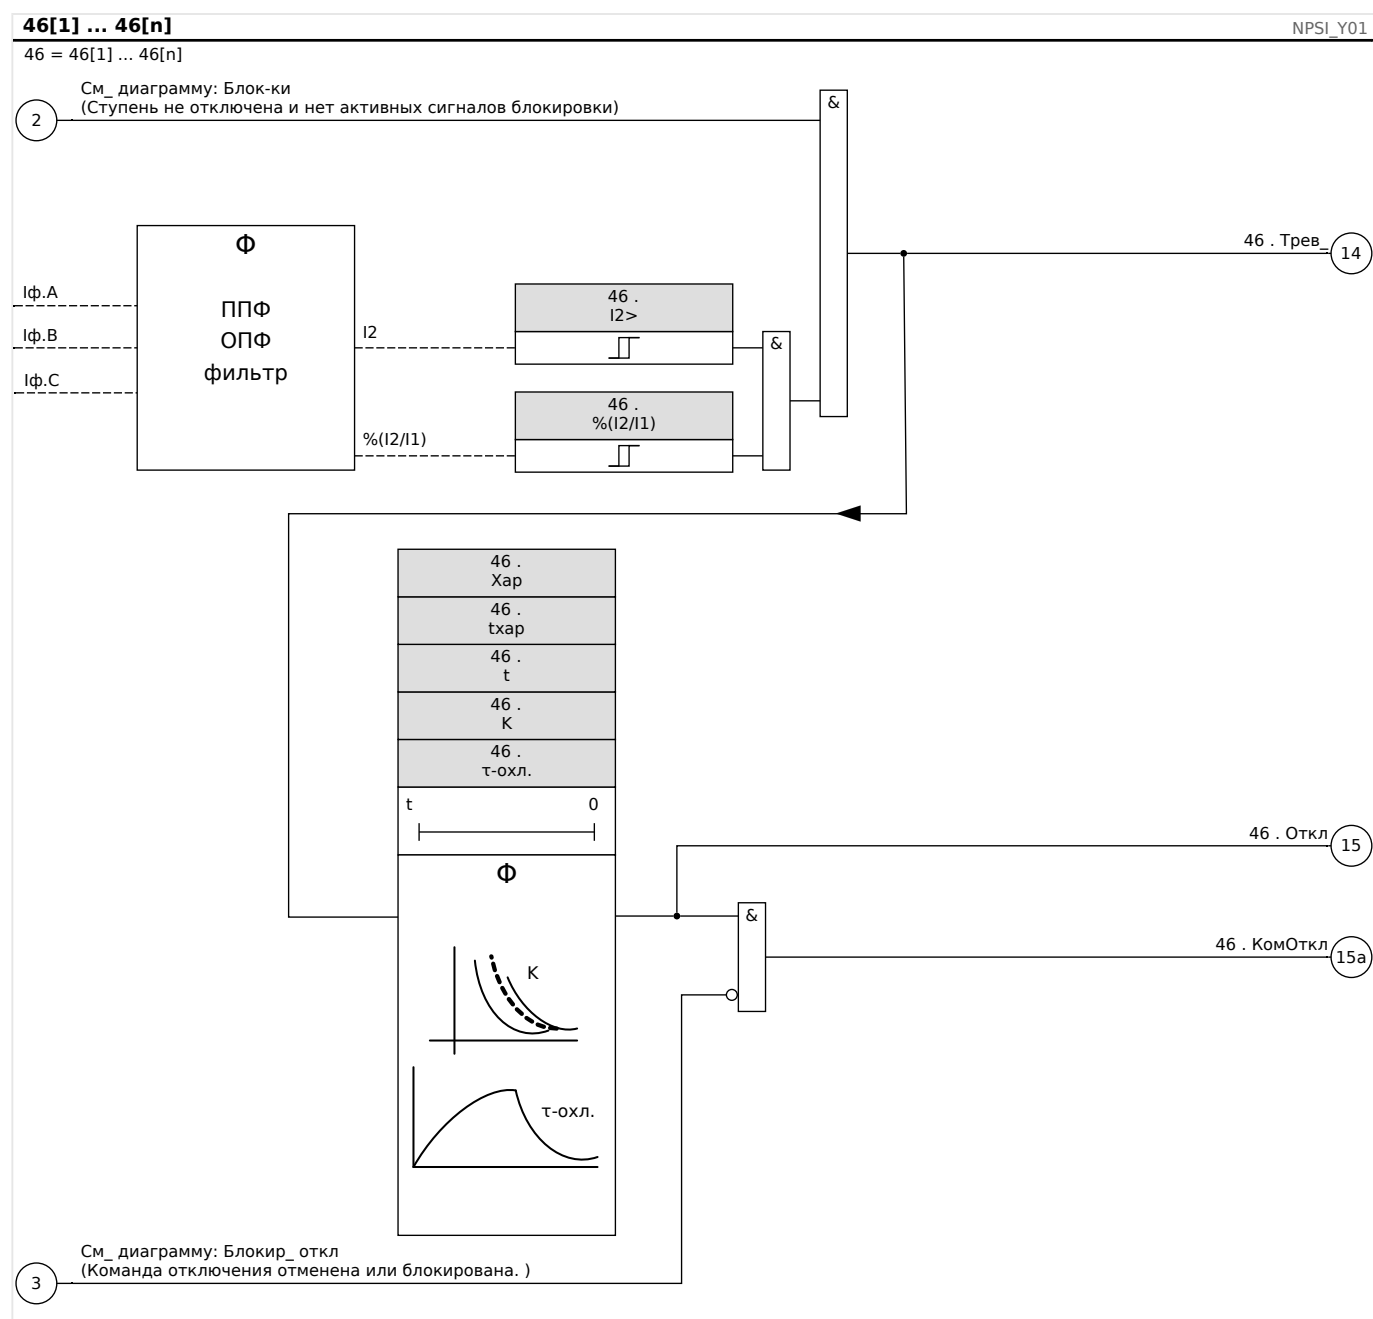 46[1] ... 46[n]
NPSI_Y01
46 = 46[1] ... 46[n]
См_ диаграмму: Блок-ки
(Ступень не отключена и нет активных сигналов блокировки)
2
&
Ф
ППФ
ОПФ
фильтр
Iф.A
Iф.B
Iф.C
I2
%(I2/I1)
46 .
I2>
46 .
%(I2/I1)
&
46 . Трев_
14
46 .
Хар
46 .
tхар
46 .
t
46 .
K
46 .
τ-охл.
t 0
Ф
K
τ-охл.
46 . Откл
15
&
46 . КомОткл
15a
См_ диаграмму: Блокир_ откл
(Команда отключения отменена или блокирована. )
3